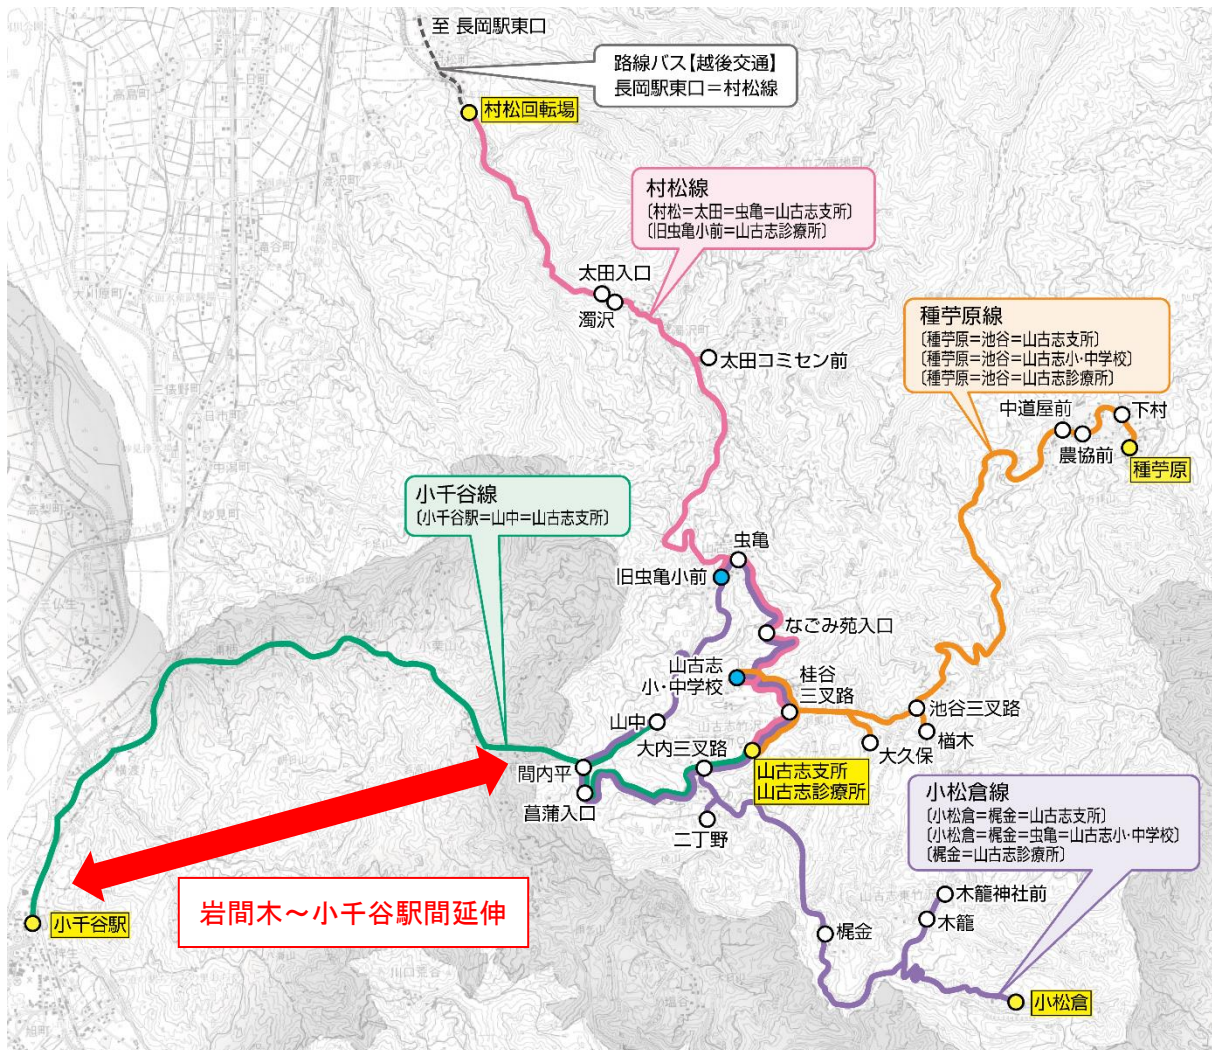 至 長岡駅東口
路線バス【越後交通】
長岡駅東口＝村松線
村松回転場
村松線
〔村松＝太田＝虫亀＝山古志支所〕
〔旧虫亀小前＝山古志診療所〕
太田入口
濁沢
太田コミセン前
種苧原線
〔種苧原＝池谷＝山古志支所〕
〔種苧原＝池谷＝山古志小・中学校〕
〔種苧原＝池谷＝山古志診療所〕
中道屋前
下村
農協前
種苧原
小千谷線
〔小千谷駅＝山中＝山古志支所〕
虫亀
旧虫亀小前
なごみ苑入口
山古志
小・中学校
桂谷
三叉路
山中
大内三叉路
池谷三叉路
楢木
大久保
間内平
菖蒲入口
山古志支所
山古志診療所
二丁野
小松倉線
〔小松倉＝梶金＝山古志支所〕
〔小松倉＝梶金＝虫亀＝山古志小・中学校〕
〔梶金＝山古志診療所〕
岩間木～小千谷駅間延伸
小千谷駅
木籠神社前
木籠
梶金
小松倉